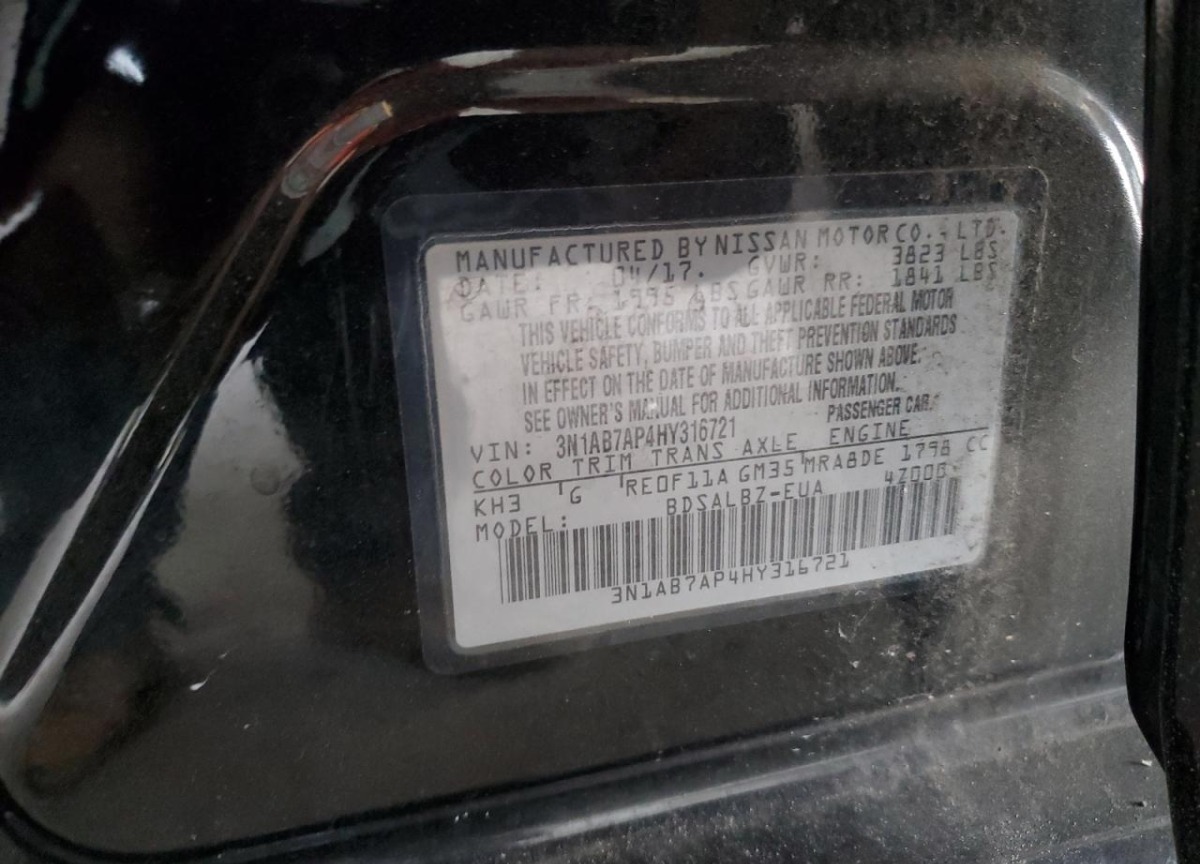 MANUFACTURED BY NISSAN MOTOR CO., LTD.
DATE: 04/17. GVWR: 3823 LBS
GAWR FR: 1995 LBS GAWR RR: 1841 LBS
THIS VEHICLE CONFORMS TO ALL APPLICABLE FEDERAL MOTOR
VEHICLE SAFETY, BUMPER AND THEFT PREVENTION STANDARDS
IN EFFECT ON THE DATE OF MANUFACTURE SHOWN ABOVE.
SEE OWNER'S MANUAL FOR ADDITIONAL INFORMATION.
VIN: 3N1AB7AP4HY316721 PASSENGER CAR.
COLOR TRIM TRANS AXLE ENGINE
KH3 G RE0F11A GM35 MRA8DE 1798 CC
MODEL: BDSALBZ-EUA
3N1AB7AP4HY316721